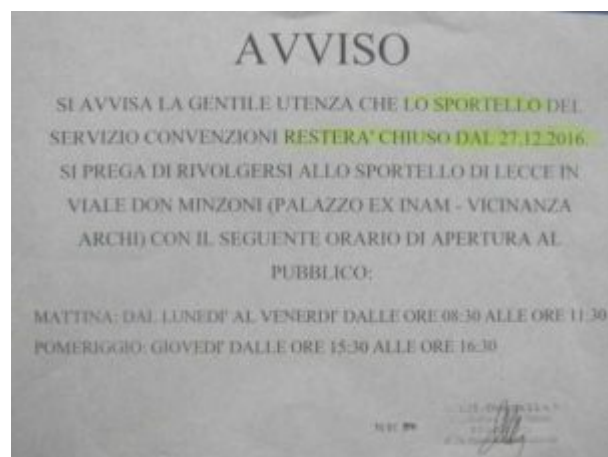 AVVISO
SI AVVISA LA GENTILE UTENZA CHE LO SPORTELLO DEL
SERVIZIO CONVENZIONI RESTERA' CHIUSO DAL 27.12.2016.
SI PREGA DI RIVOLGERSI ALLO SPORTELLO DI LECCE IN
VIALE DON MINZONI (PALAZZO EX INAM - VICINANZA
ARCHI) CON IL SEGUENTE ORARIO DI APERTURA AL
PUBBLICO:
MATTINA: DAL LUNEDI' AL VENERDI' DALLE ORE 08:30 ALLE ORE 11:30
POMERIGGIO: GIOVEDI' DALLE ORE 15:30 ALLE ORE 16:30